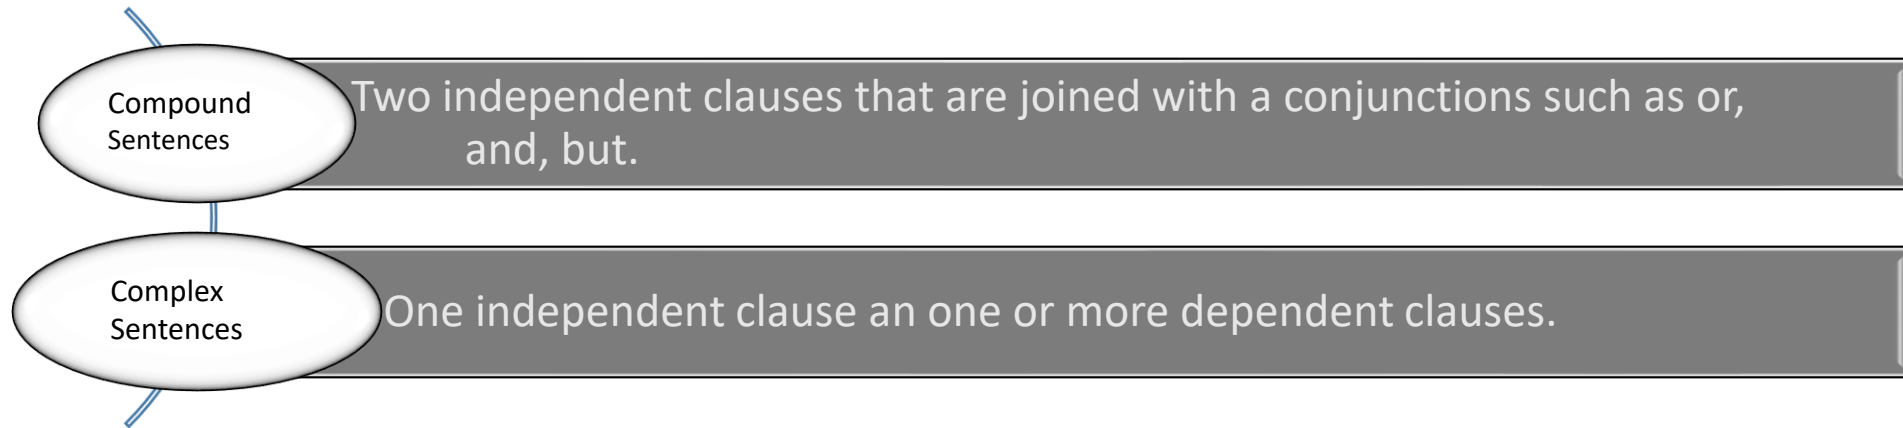 Compound
Sentences
Two independent clauses that are joined with a conjunctions such as or,
and, but.
Complex
Sentences
One independent clause an one or more dependent clauses.